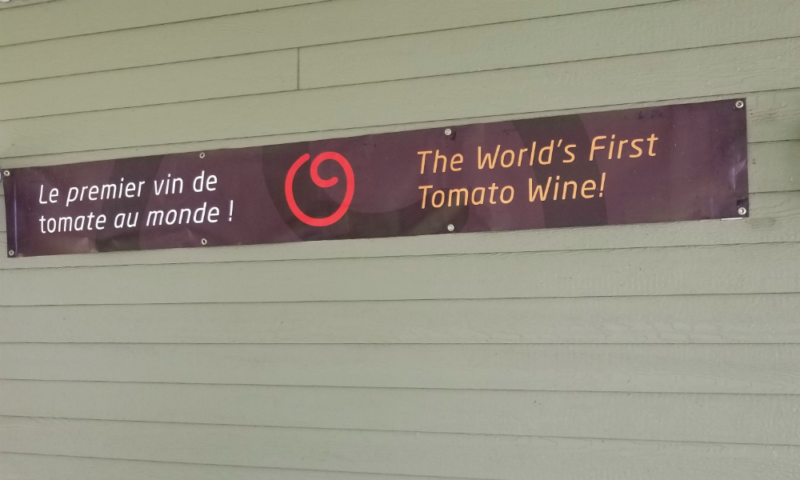 Le premier vin de
tomate au monde !
The World's First
Tomato Wine!